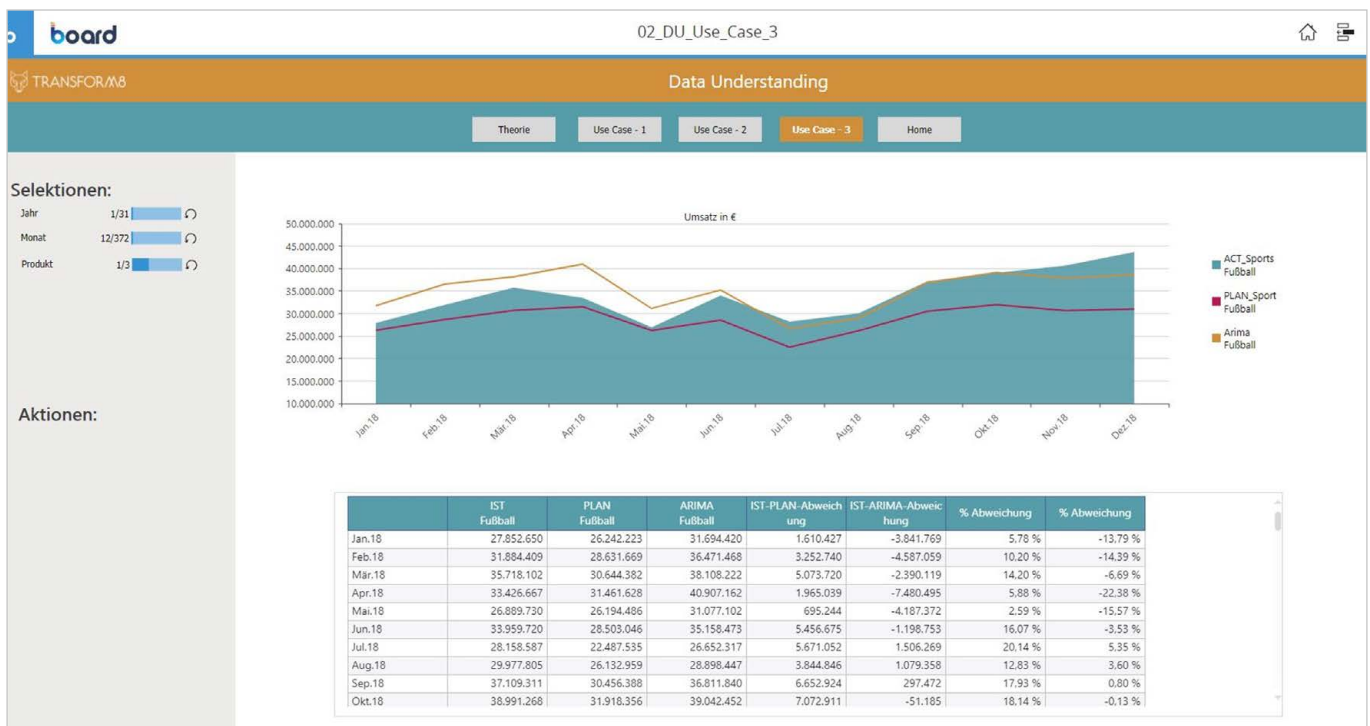 board
02_DU_Use_Case_3
TRANSFORM8
Data Understanding
Theorie Use Case - 1 Use Case - 2 Use Case - 3 Home
Selektionen:
Jahr 1/31
Monat 12/372
Produkt 1/3
Aktionen:
Umsatz in €
50.000.000
45.000.000
40.000.000
35.000.000
30.000.000
25.000.000
20.000.000
15.000.000
10.000.000
Jan.18 Feb.18 Mär.18 Apr.18 Mai.18 Jun.18 Jul.18 Aug.18 Sep.18 Okt.18 Nov.18 Dez.18
ACT_Sports
Fußball
PLAN_Sport
Fußball
Arima
Fußball
IST PLAN ARIMA IST-PLAN-Abweich IST-ARIMA-Abweic % Abweichung % Abweichung
Fußball Fußball Fußball ung hung
Jan.18 27.852.650 26.242.223 31.694.420 1.610.427 -3.841.769 5,78 % -13,79 %
Feb.18 31.884.409 28.631.669 36.471.468 3.252.740 -4.587.059 10,20 % -14,39 %
Mär.18 35.718.102 30.644.382 38.108.222 5.073.720 -2.390.119 14,20 % -6,69 %
Apr.18 33.426.667 31.461.628 40.907.162 1.965.039 -7.480.495 5,88 % -22,38 %
Mai.18 26.889.730 26.194.486 31.077.102 695.244 -4.187.372 2,59 % -15,57 %
Jun.18 33.959.720 28.503.046 35.158.473 5.456.675 -1.198.753 16,07 % -3,53 %
Jul.18 28.158.587 22.487.535 26.652.317 5.671.052 1.506.269 20,14 % 5,35 %
Aug.18 29.977.805 26.132.959 28.898.447 3.844.846 1.079.358 12,83 % 3,60 %
Sep.18 37.109.311 30.456.388 36.811.840 6.652.924 297.472 17,93 % 0,80 %
Okt.18 38.991.268 31.918.356 39.042.452 7.072.911 -51.185 18,14 % -0,13 %